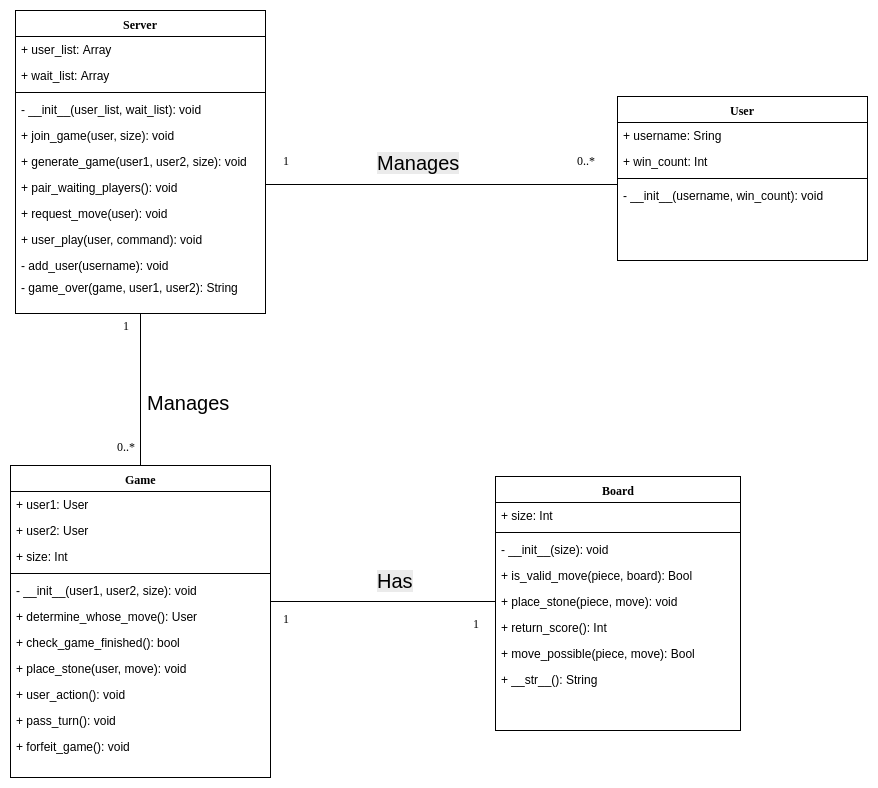 Server
+ user_list: Array
+ wait_list: Array
- __init__(user_list, wait_list): void
+ join_game(user, size): void
+ generate_game(user1, user2, size): void
+ pair_waiting_players(): void
+ request_move(user): void
+ user_play(user, command): void
- add_user(username): void
- game_over(game, user1, user2): String
1
Manages
0..*
User
+ username: Sring
+ win_count: Int
- __init__(username, win_count): void
1
Manages
0..*
Game
+ user1: User
+ user2: User
+ size: Int
- __init__(user1, user2, size): void
+ determine_whose_move(): User
+ check_game_finished(): bool
+ place_stone(user, move): void
+ user_action(): void
+ pass_turn(): void
+ forfeit_game(): void
Has
1
1
Board
+ size: Int
- __init__(size): void
+ is_valid_move(piece, board): Bool
+ place_stone(piece, move): void
+ return_score(): Int
+ move_possible(piece, move): Bool
+ __str__(): String